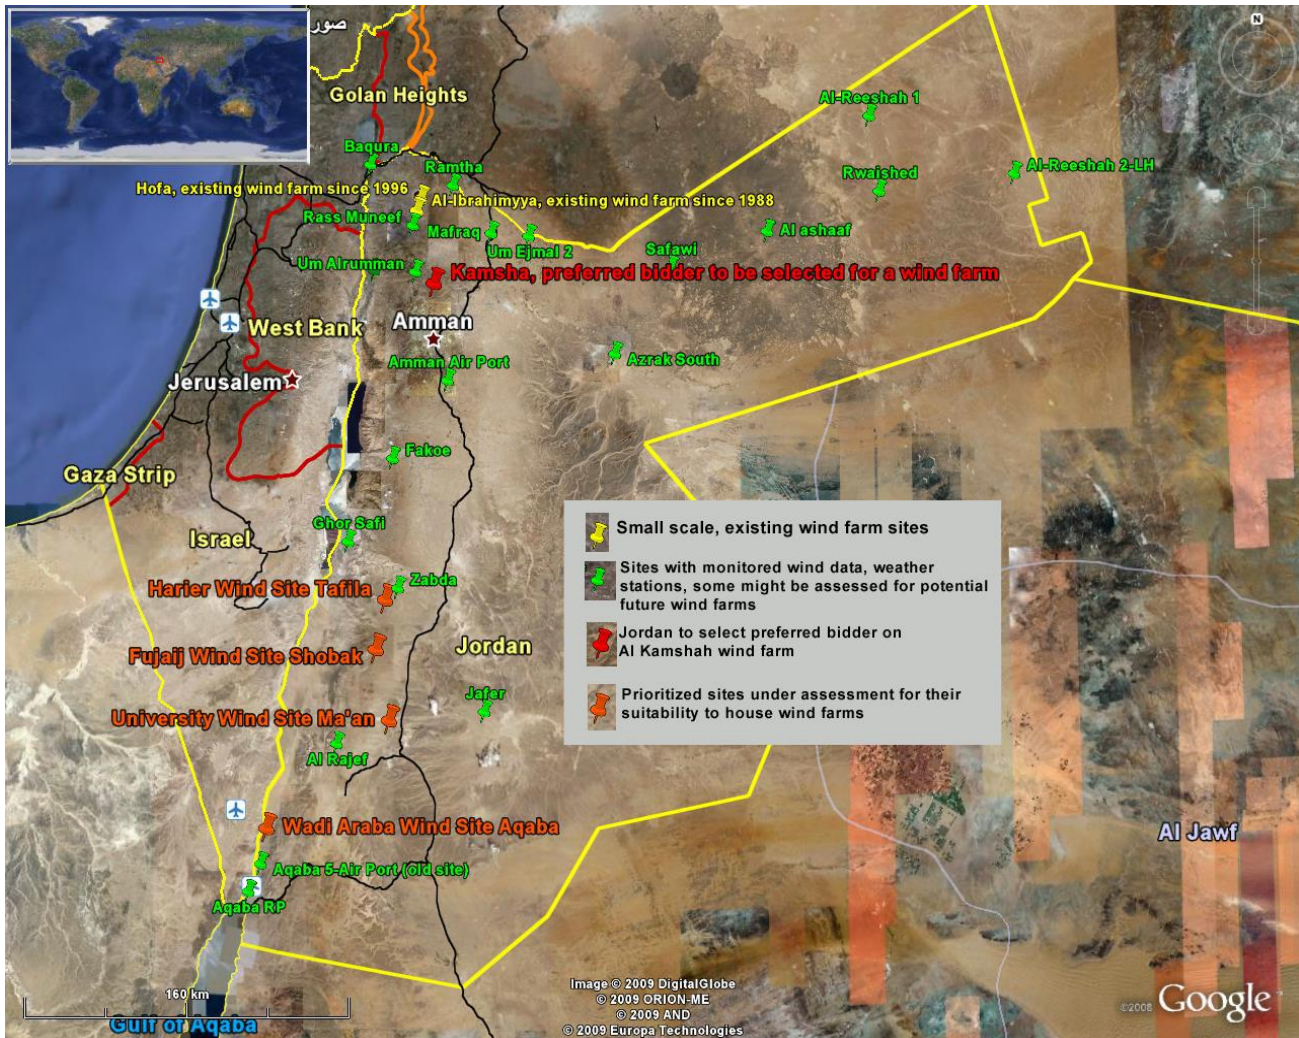 صور
N
Golan Heights
Al-Reeshah 1
Baqura
Ramtha
Rwaished
Al-Reeshah 2-LH
Hofa, existing wind farm since 1996
Al-Ibrahimyya, existing wind farm since 1988
Rass Muneef
Mafraq
Um Ejmal 2
Al ashaaf
Safawi
Um Alrumman
Kamsha, preferred bidder to be selected for a wind farm
West Bank
Amman
Amman Air Port
Azrak South
Jerusalem
Fakoe
Gaza Strip
Ghor Safi
Israel
Small scale, existing wind farm sites
Sites with monitored wind data, weather
stations, some might be assessed for potential
future wind farms
Jordan to select preferred bidder on
Al Kamshah wind farm
Prioritized sites under assessment for their
suitability to house wind farms
Zabda
Harier Wind Site Tafila
Fujaij Wind Site Shobak
Jordan
Jafer
University Wind Site Ma'an
Al Rajef
Wadi Araba Wind Site Aqaba
Al Jawf
Aqaba 5-Air Port (old site)
Aqaba RP
160 km
Gulf of Aqaba
Image © 2009 DigitalGlobe
© 2009 ORION-ME
© 2009 AND
© 2009 Europa Technologies
©2008 Google